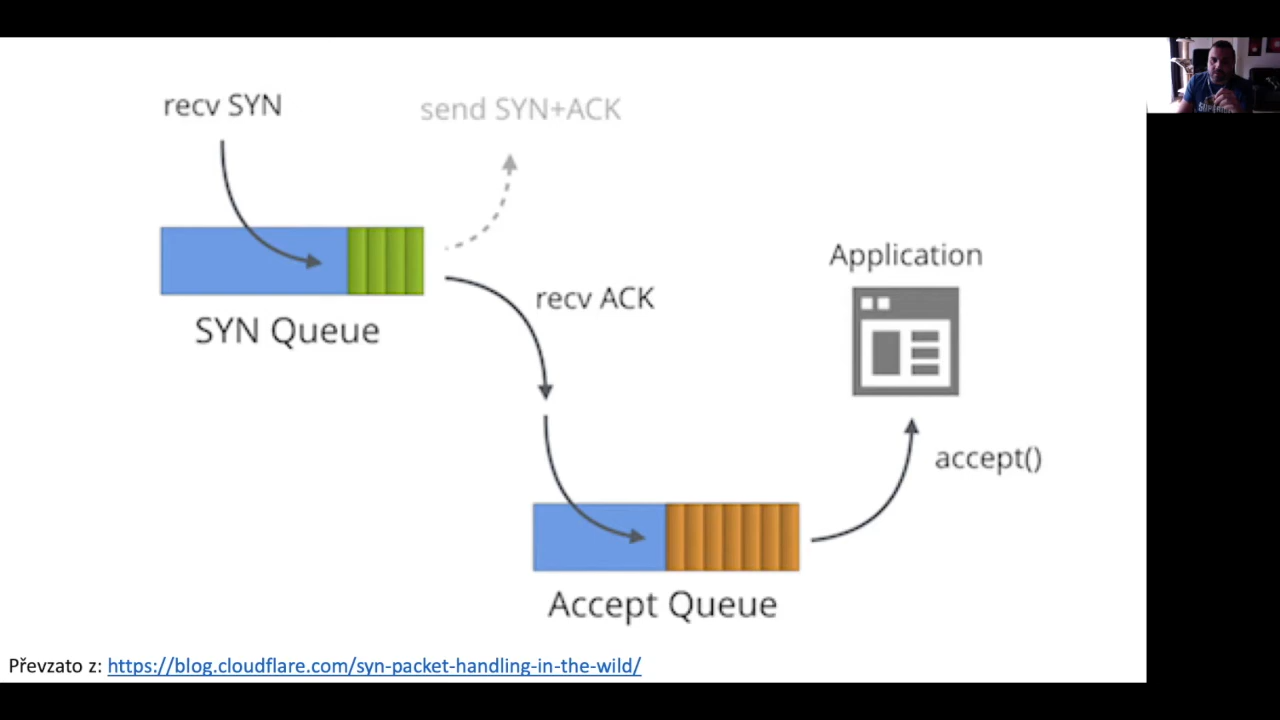 recv SYN
send SYN+ACK
SYN Queue
recv ACK
Application
accept()
Accept Queue
Převzato z: https://blog.cloudflare.com/syn-packet-handling-in-the-wild/